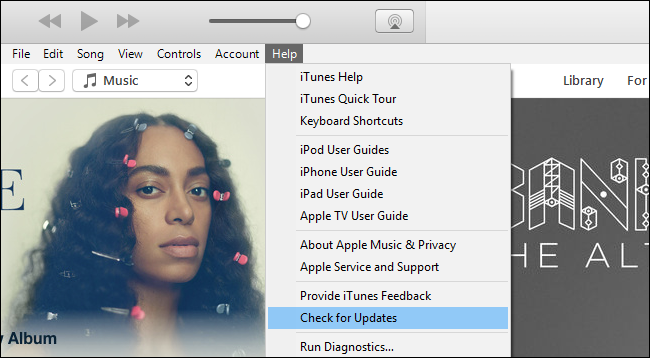 File Edit Song View Controls Account Help
Music
Library For
iTunes Help
iTunes Quick Tour
Keyboard Shortcuts
iPod User Guides
iPhone User Guide
iPad User Guide
Apple TV User Guide
About Apple Music & Privacy
Apple Service and Support
Provide iTunes Feedback
Check for Updates
Run Diagnostics...
E
y Album
BANK
HE ALT